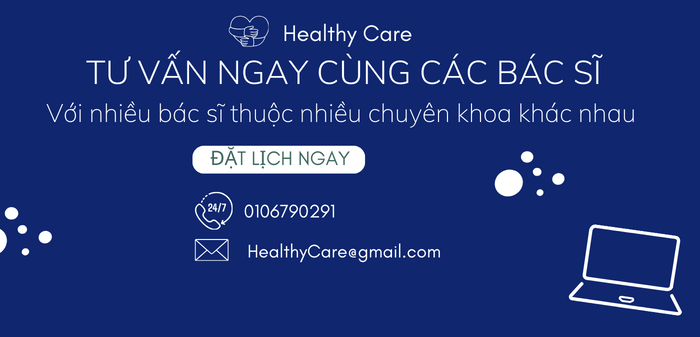 Healthy Care
TƯ VẤN NGAY CÙNG CÁC BÁC SĨ
Với nhiều bác sĩ thuộc nhiều chuyên khoa khác nhau
ĐẶT LỊCH NGAY
24/7 0106790291
HealthyCare@gmail.com